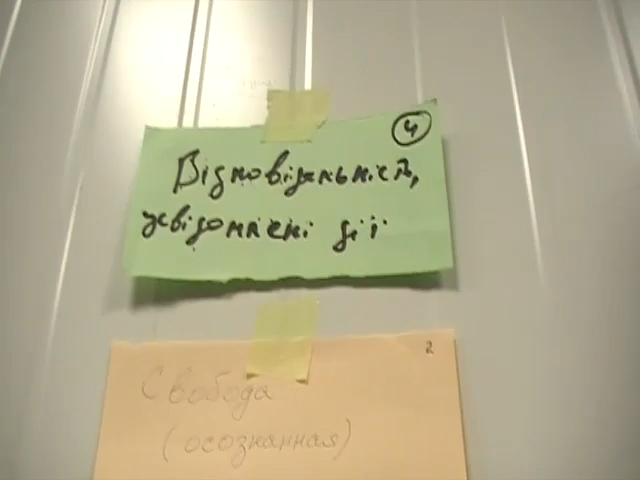 4
Відповідальність,
усвідомлені дії
2
Свобода
(осознанная)